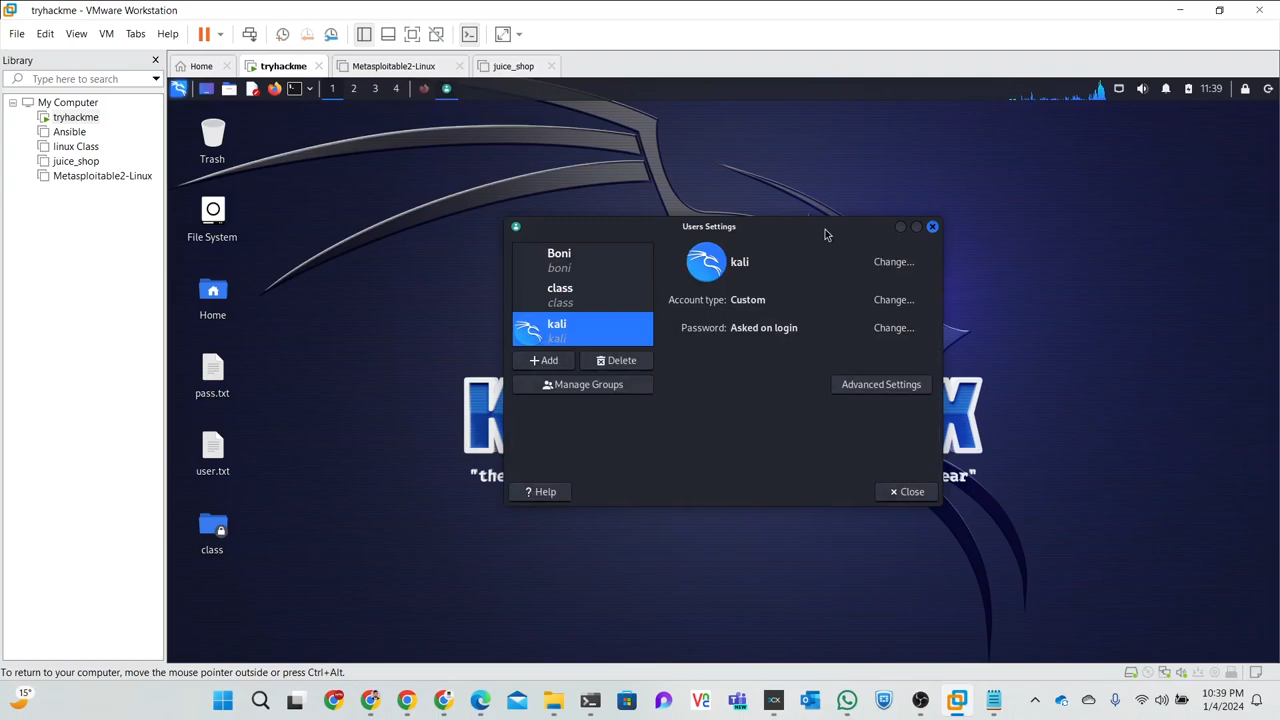 tryhackme - VMware Workstation
File Edit View VM Tabs Help
Library
Type here to search
My Computer
tryhackme
Ansible
linux Class
juice_shop
Metasploitable2-Linux
Home tryhackme Metasploitable2-Linux juice_shop
1 2 3 4 11:39
Trash
File System
Home
pass.txt
user.txt
class
Users Settings
Boni
boni
class
class
kali
kali
+ Add Delete
Manage Groups
kali Change...
Account type: Custom Change...
Password: Asked on login Change...
Advanced Settings
? Help Close
K X
"the ear"
To return to your computer, move the mouse pointer outside or press Ctrl+Alt.
15°
NEW
10:39 PM
1/4/2024